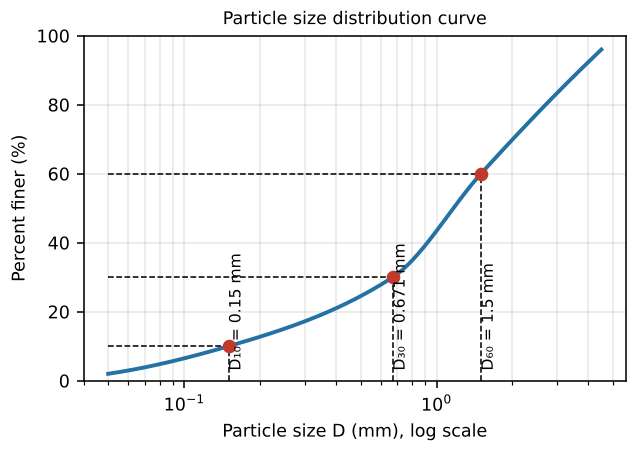 Particle size distribution curve
Percent finer (%)
100
80
60
40
20
0
D₁₀ = 0.15 mm
D₃₀ = 0.671 mm
D₆₀ = 1.5 mm
10⁻¹
10⁰
Particle size D (mm), log scale